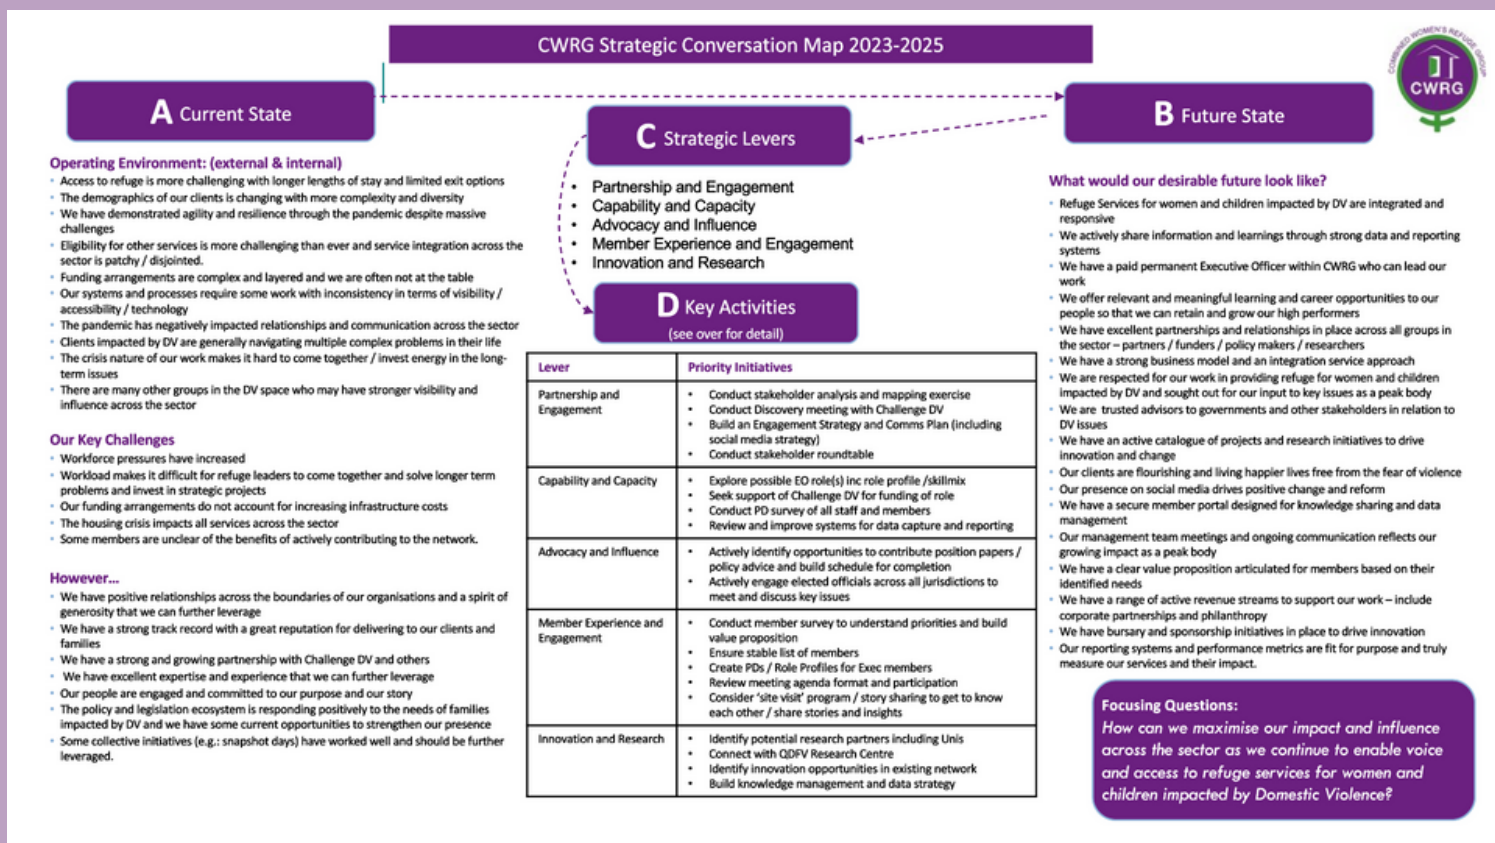 CWRG Strategic Conversation Map 2023-2025
COMBINED WOMEN'S REFUGE GROUP
CWRG
A Current State
Operating Environment: (external & internal)
• Access to refuge is more challenging with longer lengths of stay and limited exit options
• The demographics of our clients is changing with more complexity and diversity
• We have demonstrated agility and resilience through the pandemic despite massive
challenges
• Eligibility for other services is more challenging than ever and service integration across the
sector is patchy / disjointed.
• Funding arrangements are complex and layered and we are often not at the table
• Our systems and processes require some work with inconsistency in terms of visibility /
accessibility / technology
• The pandemic has negatively impacted relationships and communication across the sector
• Clients impacted by DV are generally navigating multiple complex problems in their life
• The crisis nature of our work makes it hard to come together / invest energy in the long-
term issues
• There are many other groups in the DV space who may have stronger visibility and
influence across the sector
Our Key Challenges
• Workforce pressures have increased
• Workload makes it difficult for refuge leaders to come together and solve longer term
problems and invest in strategic projects
• Our funding arrangements do not account for increasing infrastructure costs
• The housing crisis impacts all services across the sector
• Some members are unclear of the benefits of actively contributing to the network.
However...
• We have positive relationships across the boundaries of our organisations and a spirit of
generosity that we can further leverage
• We have a strong track record with a great reputation for delivering to our clients and
families
• We have a strong and growing partnership with Challenge DV and others
• We have excellent expertise and experience that we can further leverage
• Our people are engaged and committed to our purpose and our story
• The policy and legislation ecosystem is responding positively to the needs of families
impacted by DV and we have some current opportunities to strengthen our presence
• Some collective initiatives (e.g.: snapshot days) have worked well and should be further
leveraged.
C Strategic Levers
• Partnership and Engagement
• Capability and Capacity
• Advocacy and Influence
• Member Experience and Engagement
• Innovation and Research
D Key Activities
(see over for detail)
Lever Priority Initiatives
Partnership and
Engagement
• Conduct stakeholder analysis and mapping exercise
• Conduct Discovery meeting with Challenge DV
• Build an Engagement Strategy and Comms Plan (including
social media strategy)
• Conduct stakeholder roundtable
Capability and Capacity
• Explore possible EO role(s) inc role profile /skillmix
• Seek support of Challenge DV for funding of role
• Conduct PD survey of all staff and members
• Review and improve systems for data capture and reporting
Advocacy and Influence
• Actively identify opportunities to contribute position papers /
policy advice and build schedule for completion
• Actively engage elected officials across all jurisdictions to
meet and discuss key issues
Member Experience and
Engagement
• Conduct member survey to understand priorities and build
value proposition
• Ensure stable list of members
• Create PDs / Role Profiles for Exec members
• Review meeting agenda format and participation
• Consider 'site visit' program / story sharing to get to know
each other / share stories and insights
Innovation and Research
• Identify potential research partners including Unis
• Connect with QDFV Research Centre
• Identify innovation opportunities in existing network
• Build knowledge management and data strategy
B Future State
What would our desirable future look like?
• Refuge Services for women and children impacted by DV are integrated and
responsive
• We actively share information and learnings through strong data and reporting
systems
• We have a paid permanent Executive Officer within CWRG who can lead our
work
• We offer relevant and meaningful learning and career opportunities to our
people so that we can retain and grow our high performers
• We have excellent partnerships and relationships in place across all groups in
the sector – partners / funders / policy makers / researchers
• We have a strong business model and an integration service approach
• We are respected for our work in providing refuge for women and children
impacted by DV and sought out for our input to key issues as a peak body
• We are trusted advisors to governments and other stakeholders in relation to
DV issues
• We have an active catalogue of projects and research initiatives to drive
innovation and change
• Our clients are flourishing and living happier lives free from the fear of violence
• Our presence on social media drives positive change and reform
• We have a secure member portal designed for knowledge sharing and data
management
• Our management team meetings and ongoing communication reflects our
growing impact as a peak body
• We have a clear value proposition articulated for members based on their
identified needs
• We have a range of active revenue streams to support our work – include
corporate partnerships and philanthropy
• We have bursary and sponsorship initiatives in place to drive innovation
• Our reporting systems and performance metrics are fit for purpose and truly
measure our services and their impact.
Focusing Questions:
How can we maximise our impact and influence
across the sector as we continue to enable voice
and access to refuge services for women and
children impacted by Domestic Violence?